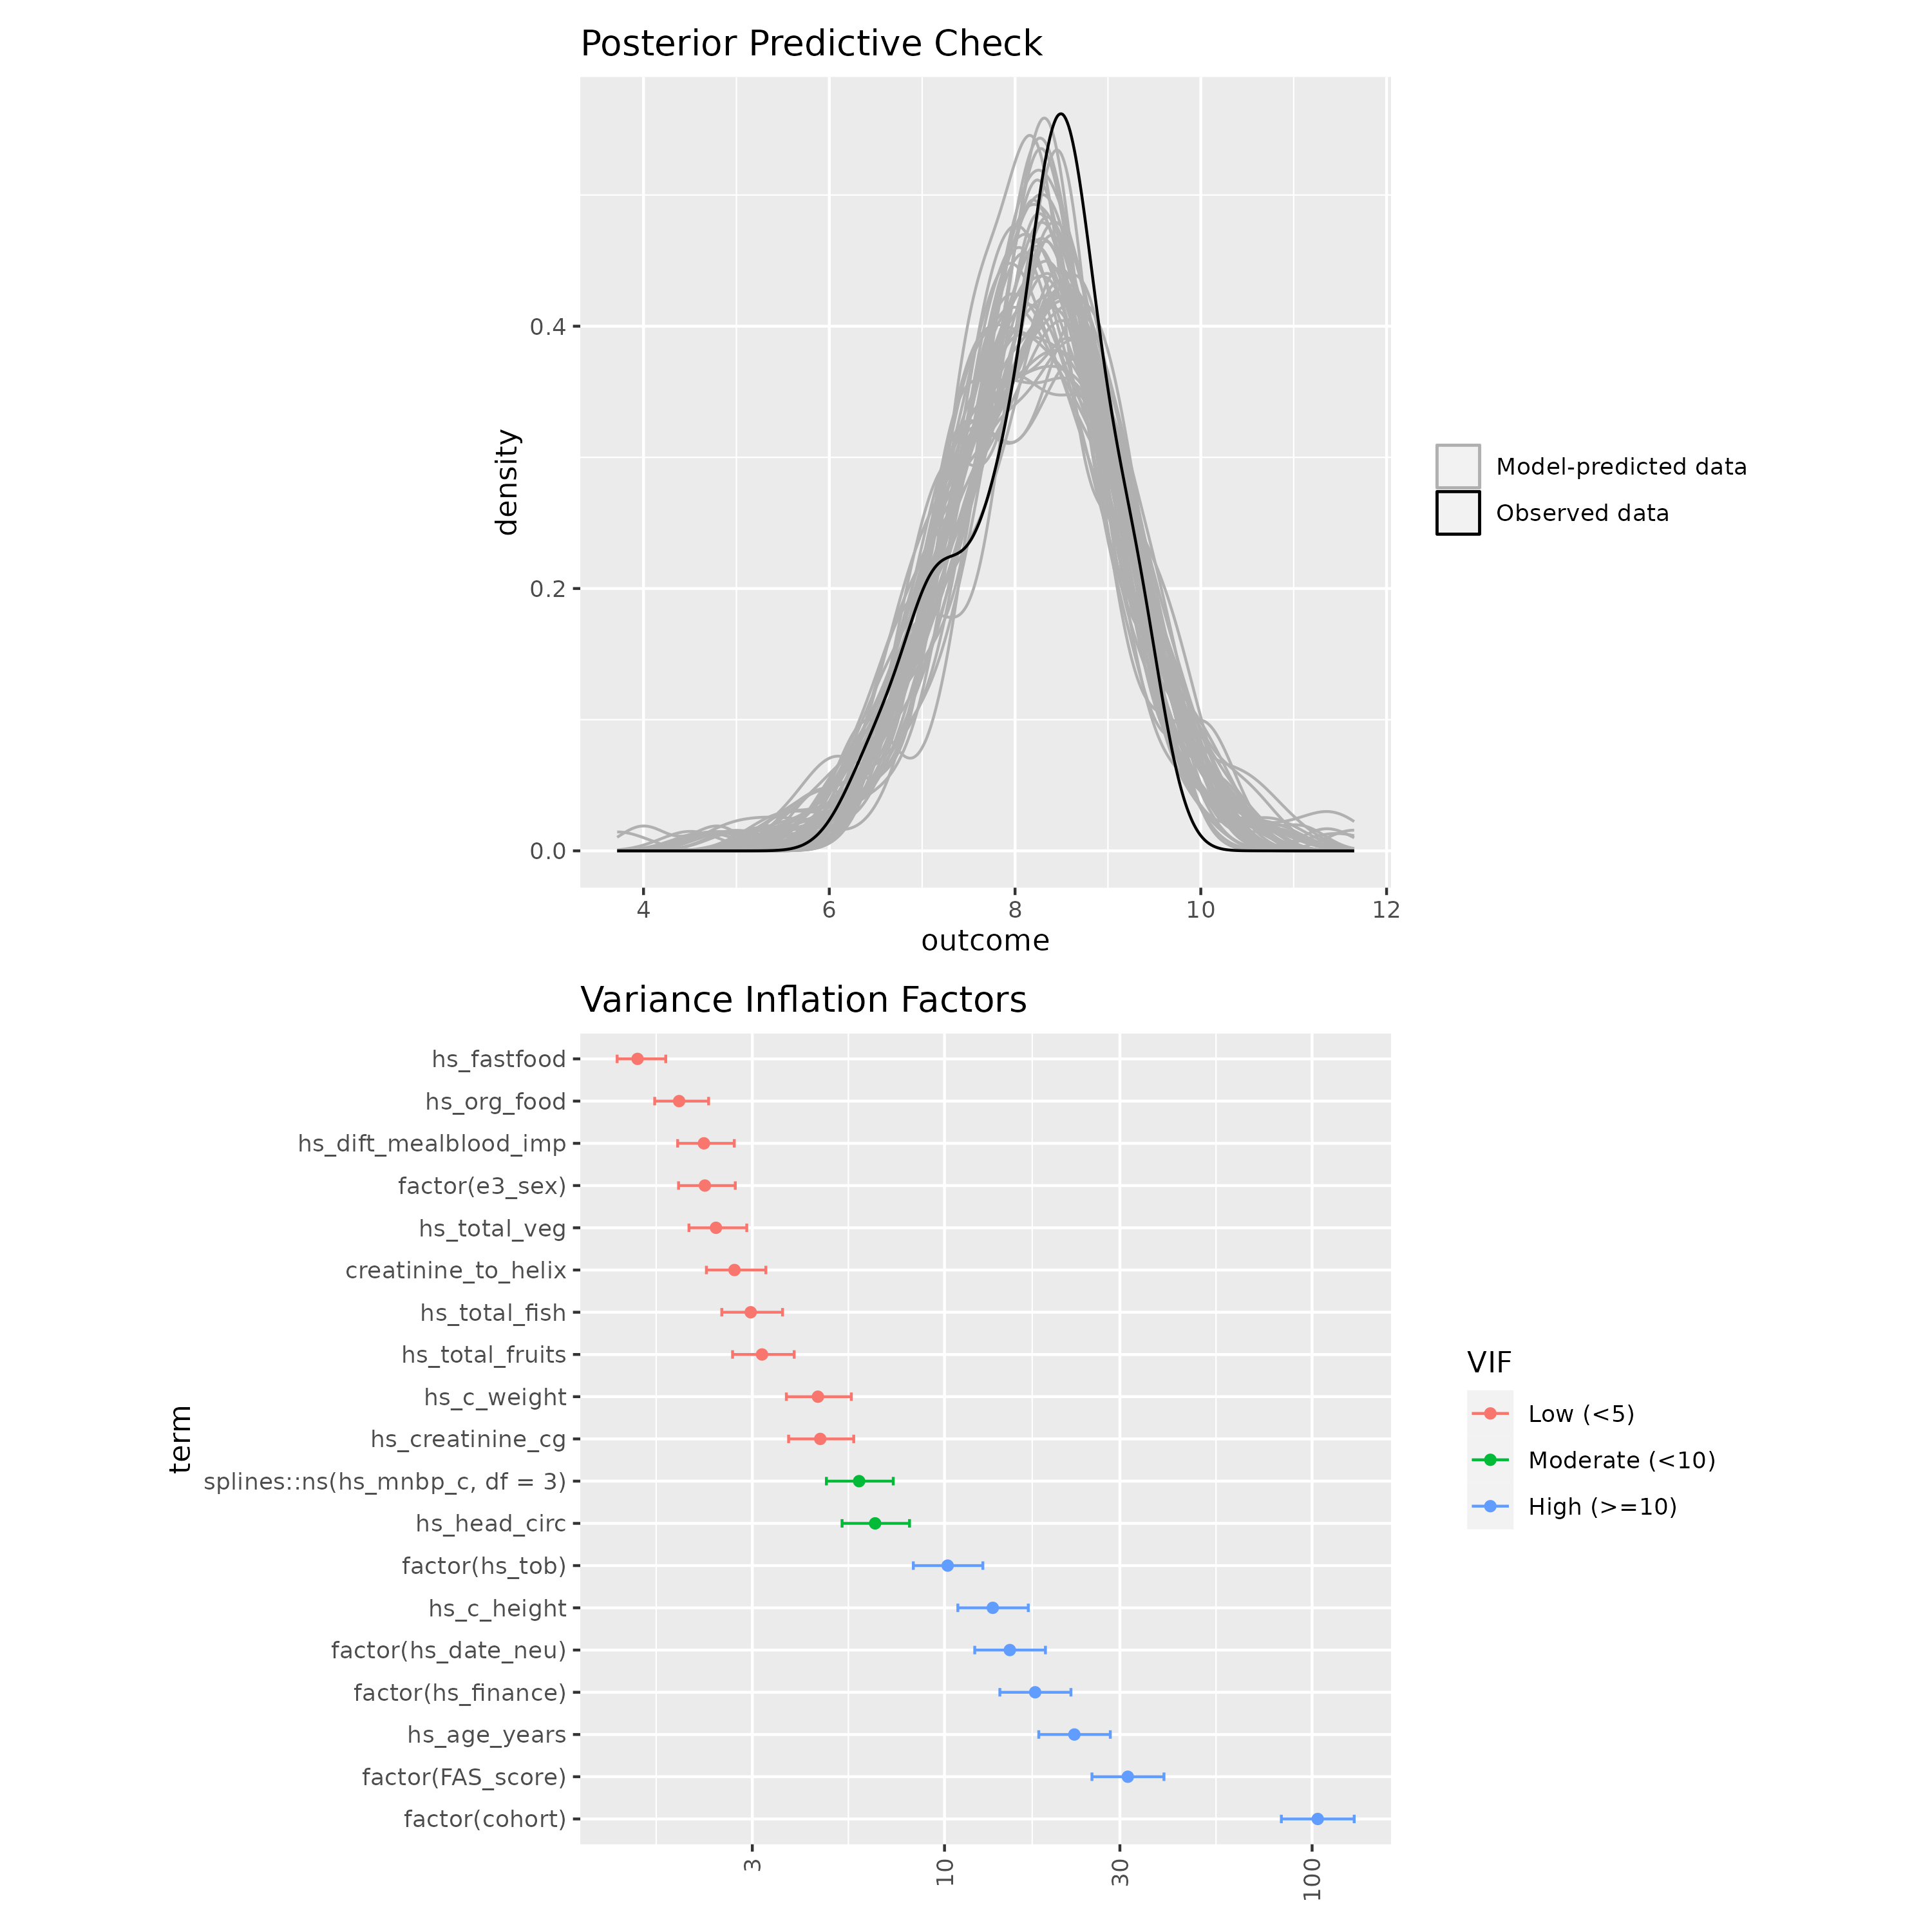 Posterior Predictive Check
density
0.4
0.2
0.0
4
6
8
10
12
outcome
Model-predicted data
Observed data
Variance Inflation Factors
term
hs_fastfood
hs_org_food
hs_dift_mealblood_imp
factor(e3_sex)
hs_total_veg
creatinine_to_helix
hs_total_fish
hs_total_fruits
hs_c_weight
hs_creatinine_cg
splines::ns(hs_mnbp_c, df = 3)
hs_head_circ
factor(hs_tob)
hs_c_height
factor(hs_date_neu)
factor(hs_finance)
hs_age_years
factor(FAS_score)
factor(cohort)
3
10
30
100
VIF
Low (<5)
Moderate (<10)
High (>=10)